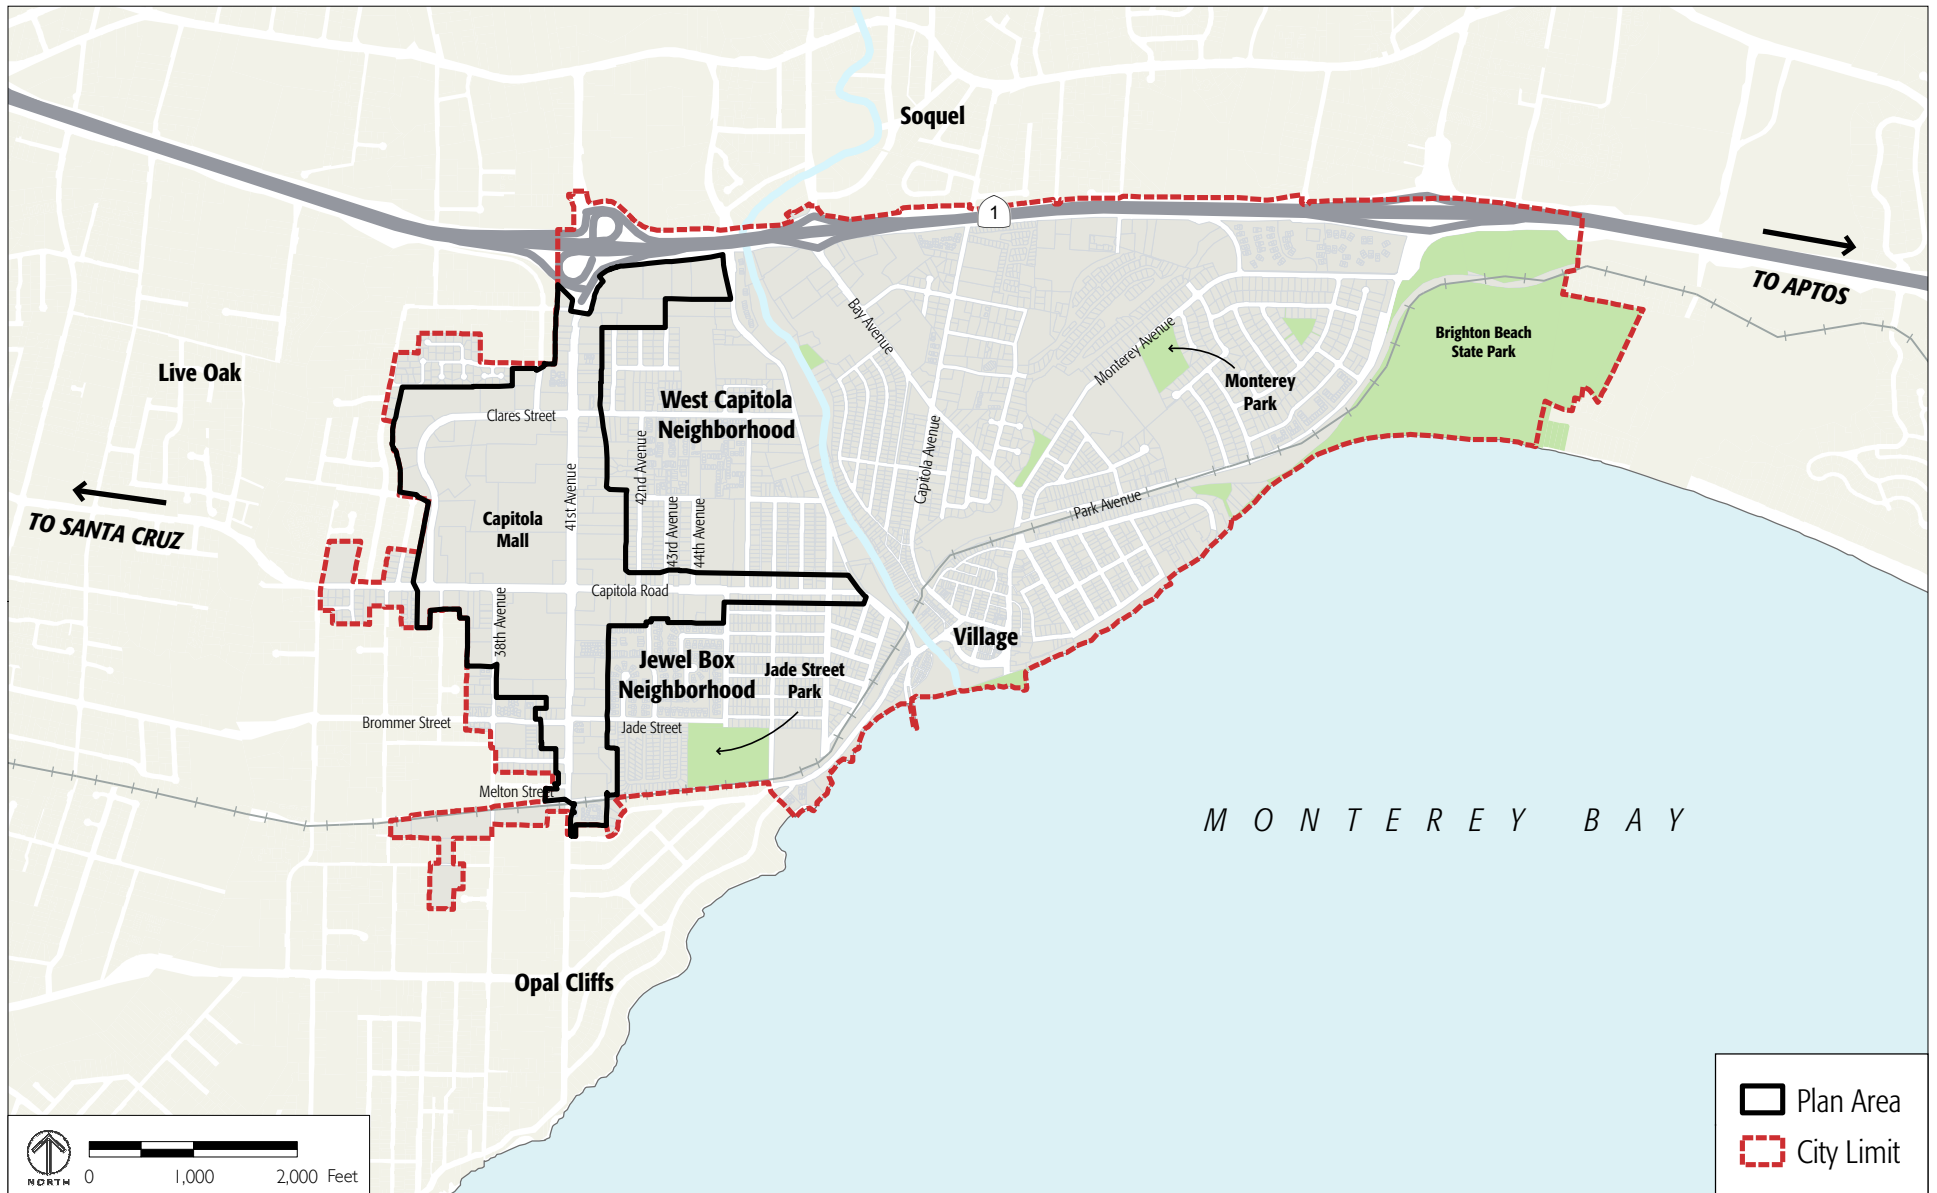 Soquel
1
TO APTOS
Live Oak
Brighton Beach
State Park
Bay Avenue
Monterey Avenue
Monterey
Park
West Capitola
Neighborhood
Clares Street
42nd Avenue
Capitola Avenue
41st Avenue
TO SANTA CRUZ
Capitola
Mall
43rd Avenue
44th Avenue
Park Avenue
Capitola Road
38th Avenue
Village
Jewel Box
Neighborhood
Jade Street
Park
Brommer Street
Jade Street
Melton Street
MONTEREY BAY
Opal Cliffs
Plan Area
City Limit
NORTH
0 1,000 2,000 Feet